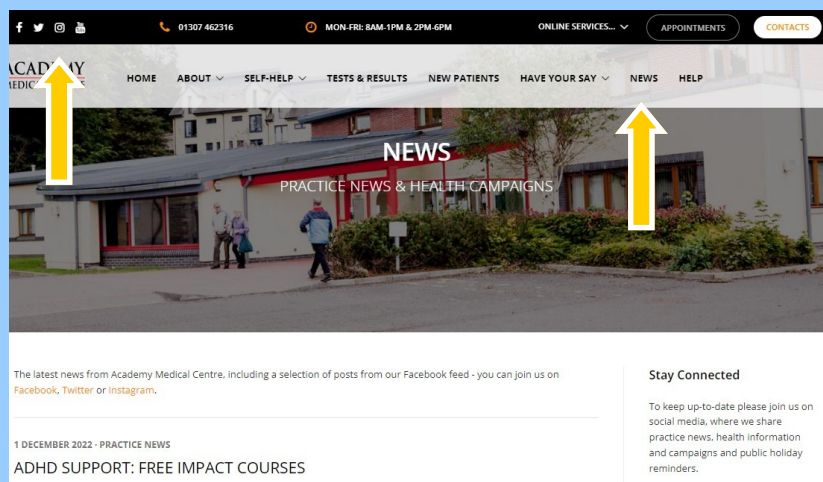 01307 462316
MON-FRI: 8AM-1PM & 2PM-6PM
ONLINE SERVICES...
APPOINTMENTS
CONTACTS
HOME ABOUT SELF-HELP TESTS & RESULTS NEW PATIENTS HAVE YOUR SAY NEWS HELP
NEWS
PRACTICE NEWS & HEALTH CAMPAIGNS
The latest news from Academy Medical Centre, including a selection of posts from our Facebook feed - you can join us on
Facebook, Twitter or Instagram.
1 DECEMBER 2022 - PRACTICE NEWS
ADHD SUPPORT: FREE IMPACT COURSES
Stay Connected
To keep up-to-date please join us on
social media, where we share
practice news, health information
and campaigns and public holiday
reminders.